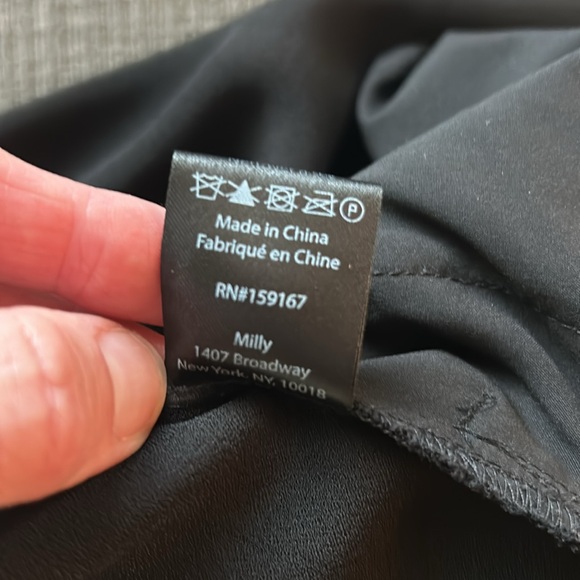 P
Made in China
Fabriqué en Chine
RN#159167
Milly
1407 Broadway
New York, NY, 10018